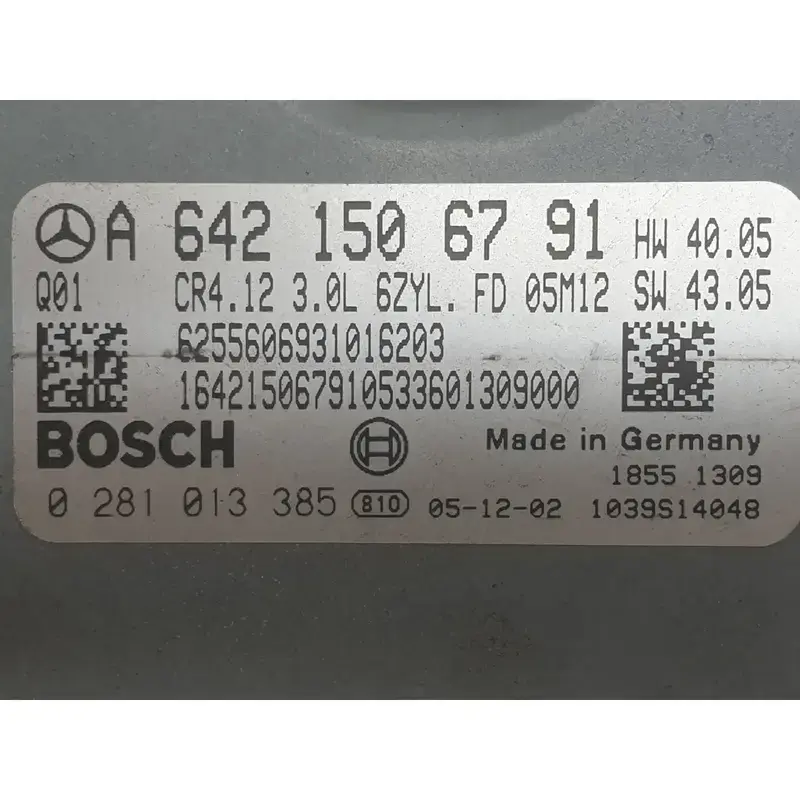 A 642 150 67 91 HW 40.05
Q01 CR4.12 3.0L 6ZYL. FD 05M12 SW 43.05
6255606931016203
164215067910533601309000
BOSCH Made in Germany
1855 1309
0 281 013 385 810 05-12-02 1039S14048